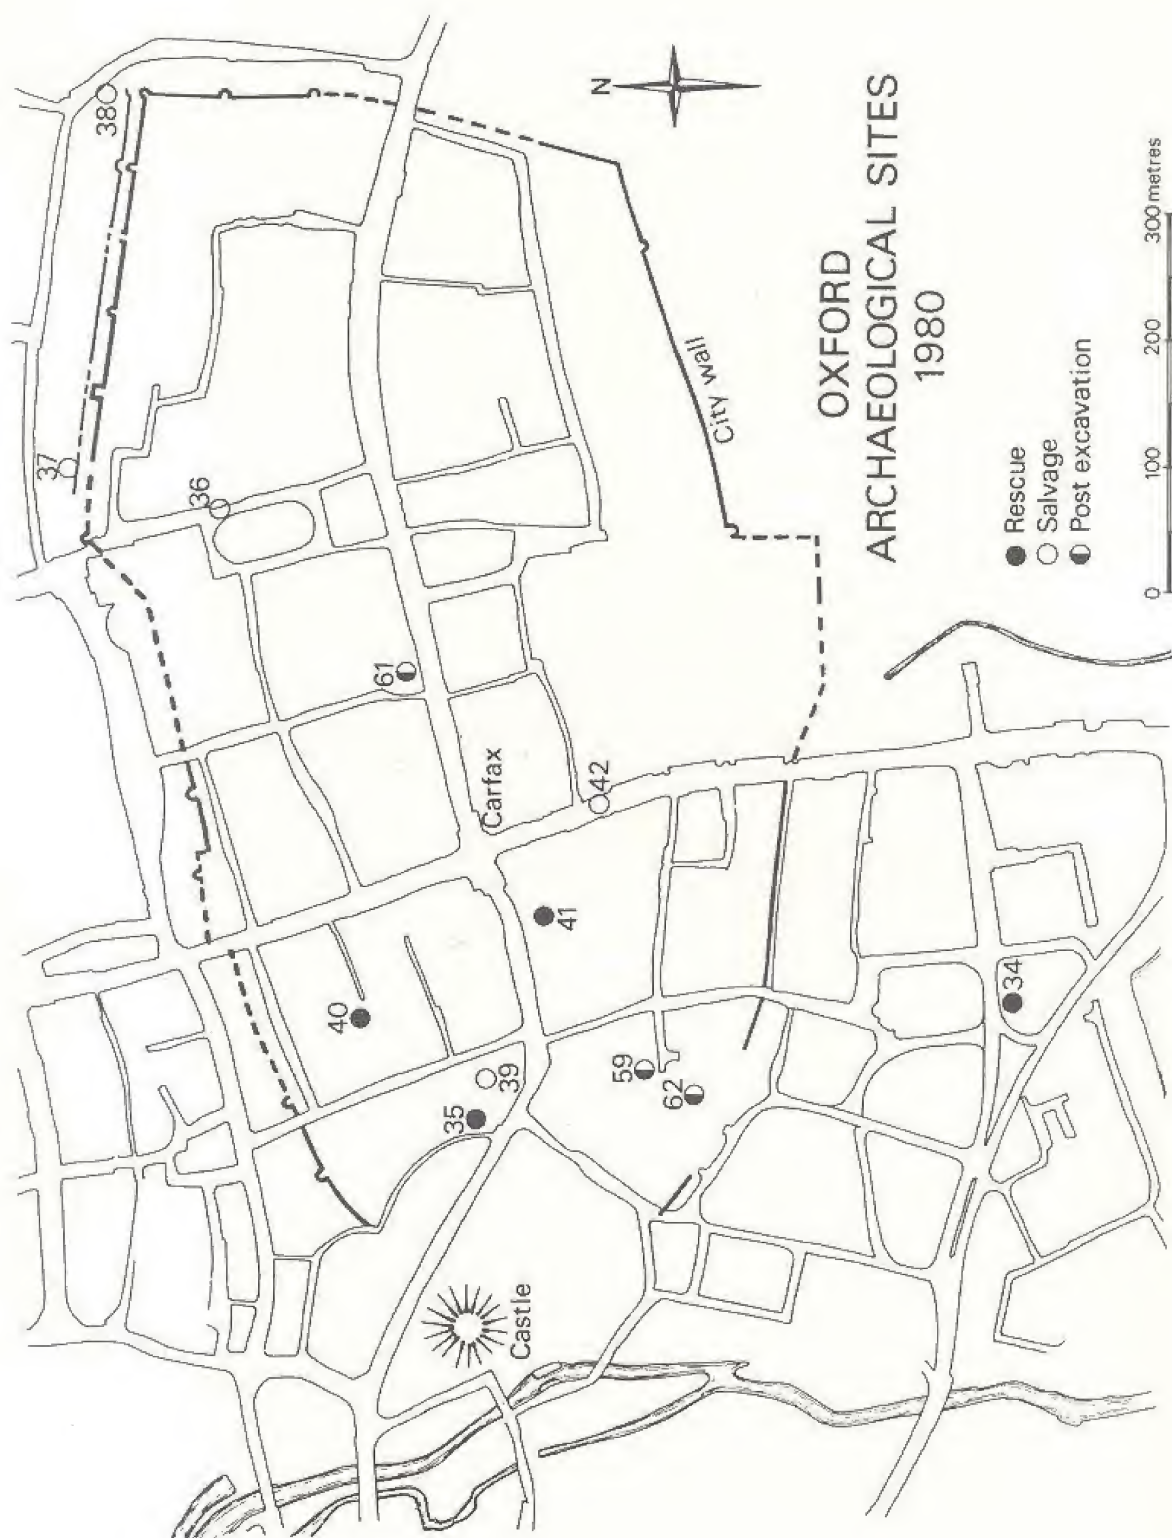 OXFORD
ARCHAEOLOGICAL SITES
1980
N
Rescue
Salvage
Post excavation
0 100 200 300 metres
City wall
Carfax
Castle
38
37
36
61
42
41
40
39
35
59
62
34